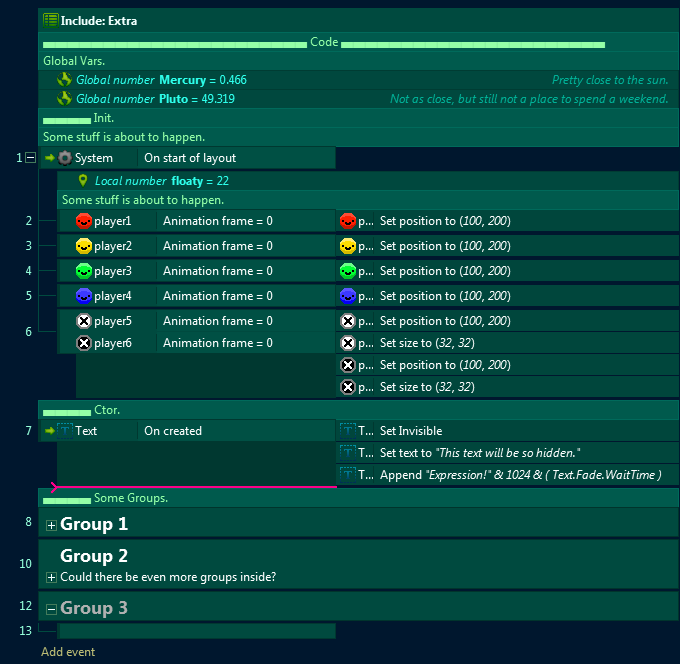 Include: Extra
Code
Global Vars.
Global number Mercury = 0.466 Pretty close to the sun.
Global number Pluto = 49.319 Not as close, but still not a place to spend a weekend.
Init.
Some stuff is about to happen.
1 System On start of layout
Local number floaty = 22
Some stuff is about to happen.
2 player1 Animation frame = 0 p... Set position to (100, 200)
3 player2 Animation frame = 0 p... Set position to (100, 200)
4 player3 Animation frame = 0 p... Set position to (100, 200)
5 player4 Animation frame = 0 p... Set position to (100, 200)
6 player5 Animation frame = 0 p... Set position to (100, 200)
player6 Animation frame = 0 p... Set size to (32, 32)
p... Set position to (100, 200)
p... Set size to (32, 32)
Ctor.
7 T Text On created T T... Set Invisible
T T... Set text to "This text will be so hidden."
T T... Append "Expression!" & 1024 & ( Text.Fade.WaitTime )
Some Groups.
8 Group 1
10 Group 2
Could there be even more groups inside?
12 Group 3
13
Add event